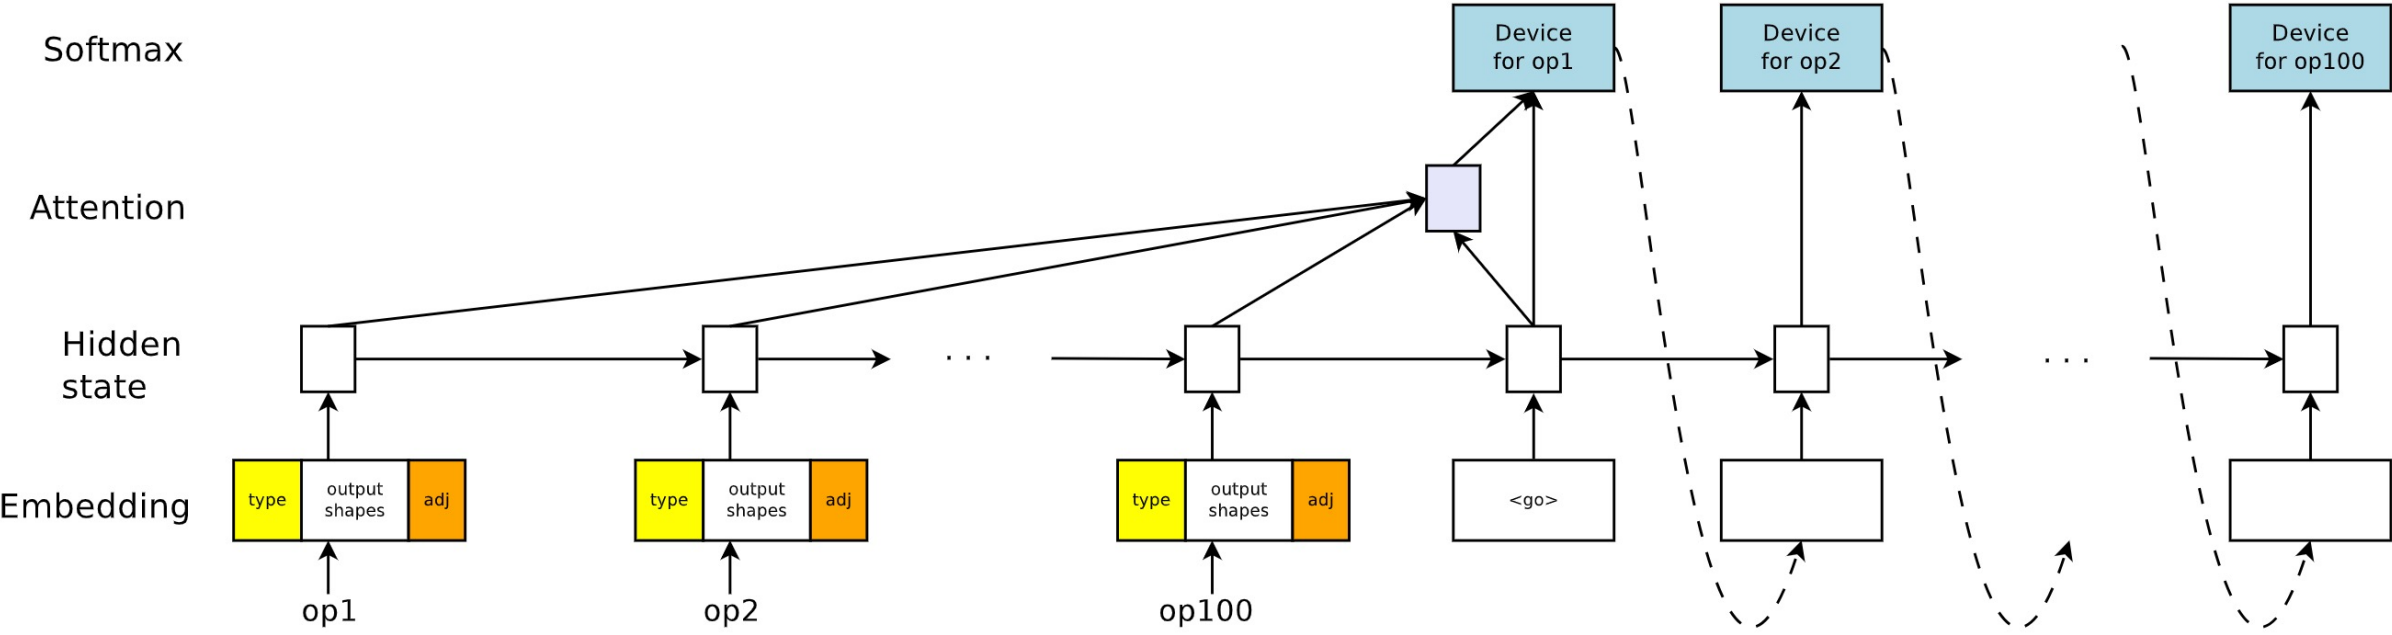 Softmax
Device
for op1
Device
for op2
Device
for op100
Attention
Hidden
state
. . .
. . .
Embedding
type
output
shapes
adj
type
output
shapes
adj
type
output
shapes
adj
<go>
op1
op2
op100